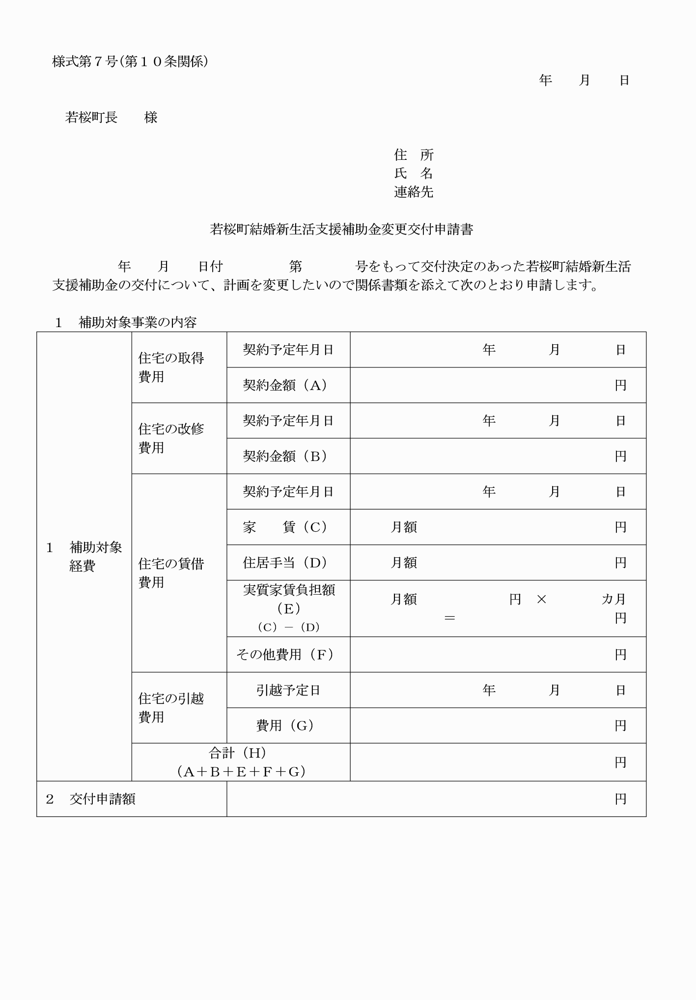 様式第７号(第１０条関係)
年　　月　　日
若桜町長　　様
住　所
氏　名
連絡先
若桜町結婚新生活支援補助金変更交付申請書
年　　月　　日付　　　　　第　　　　号をもって交付決定のあった若桜町結婚新生活
支援補助金の交付について、計画を変更したいので関係書類を添えて次のとおり申請します。
１　補助対象事業の内容
１　補助対象
経費
住宅の取得
費用
契約予定年月日
年　　　　月　　　　日
契約金額（Ａ）
円
住宅の改修
費用
契約予定年月日
年　　　　月　　　　日
契約金額（Ｂ）
円
住宅の賃借
費用
契約予定年月日
年　　　　月　　　　日
家　　賃（Ｃ）
月額　　　　　　　　　　　　　　　円
住居手当（Ｄ）
月額　　　　　　　　　　　　　　　円
実質家賃負担額
（Ｅ）
（Ｃ）－（Ｄ）
月額　　　　　　　円　×　　　　カ月
＝　　　　　　　　　　　　円
その他費用（Ｆ）
円
住宅の引越
費用
引越予定日
年　　　　月　　　　日
費用（Ｇ）
円
合計（Ｈ）
（Ａ＋Ｂ＋Ｅ＋Ｆ＋Ｇ）
円
２　交付申請額
円